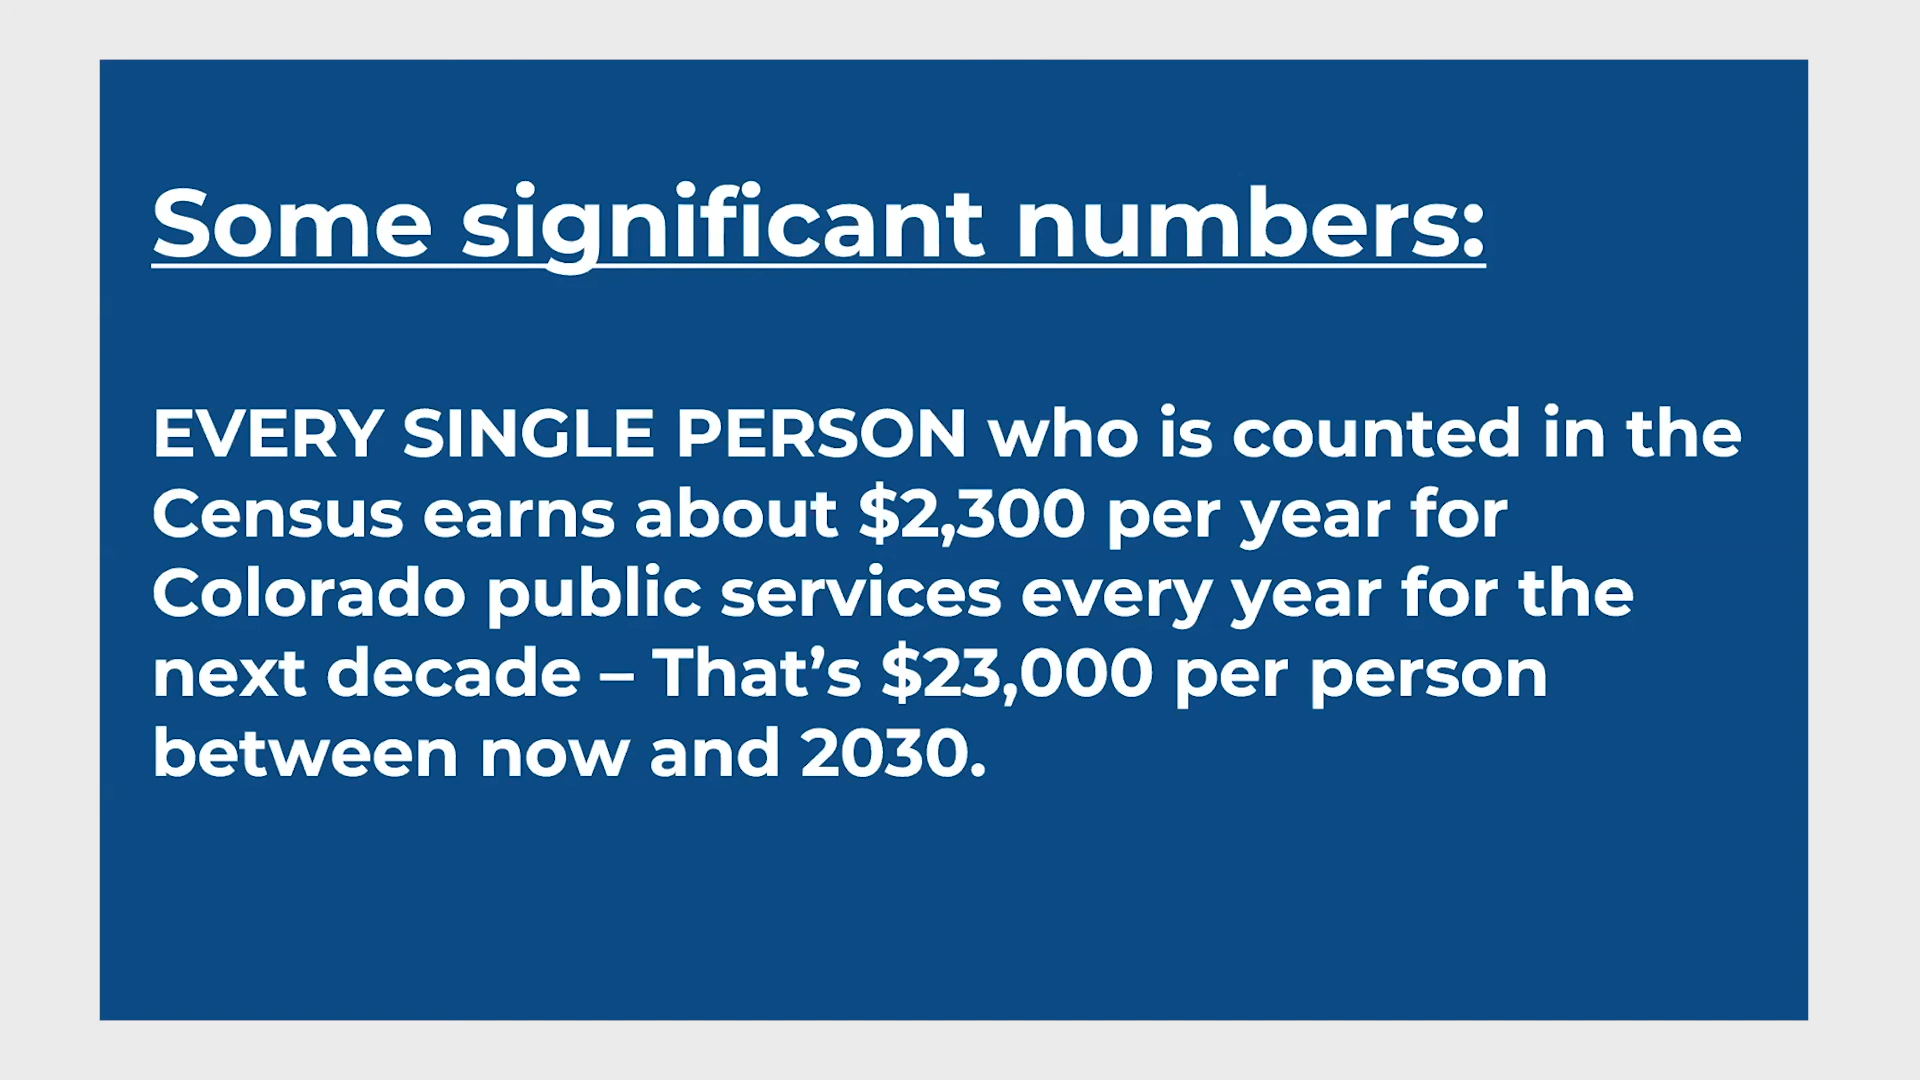 Some significant numbers:
EVERY SINGLE PERSON who is counted in the
Census earns about $2,300 per year for
Colorado public services every year for the
next decade – That’s $23,000 per person
between now and 2030.